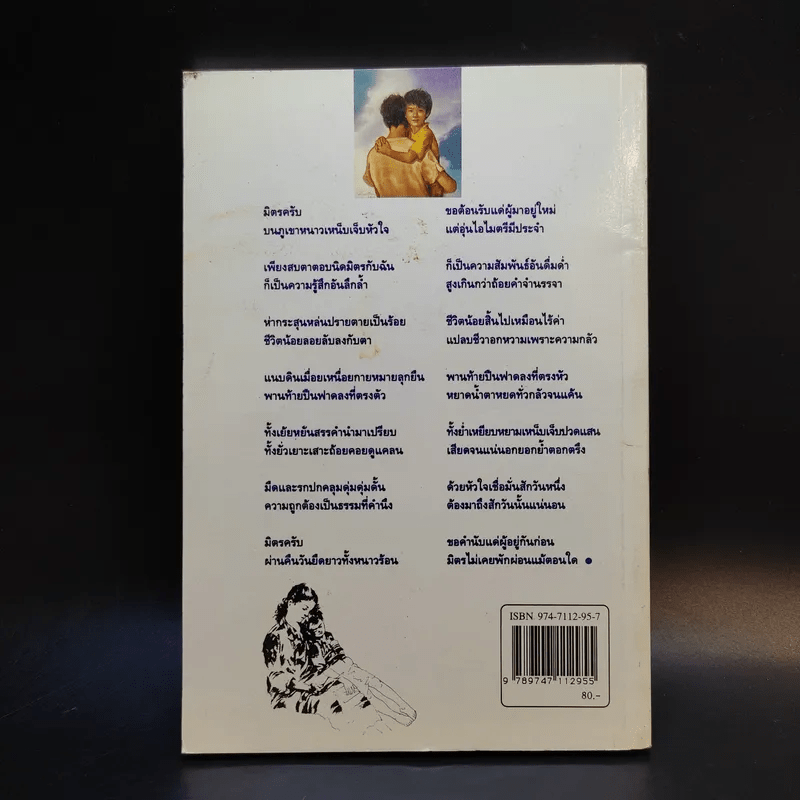 มิตรครับ ขอต้อนรับแด่ผู้มาอยู่ใหม่
บนภูเขาหนาวเหน็บเจ็บหัวใจ แต่อุ่นไอไมตรีมีประจำ
เพียงสบตาตอบนิดมิตรกับฉัน ก็เป็นความสัมพันธ์อันดื่มด่ำ
ก็เป็นความรู้สึกอันลึกล้ำ สูงเกินกว่าถ้อยคำจำนรรจา
ห่ากระสุนหล่นปรายตายเป็นร้อย ชีวิตน้อยสิ้นไปเหมือนไร้ค่า
ชีวิตน้อยลอยลับลงกับตา แปลบชีวาอกหวามเพราะความกลัว
แนบดินเมื่อยเหนื่อยกายหมายลุกยืน พานท้ายปืนฟาดลงที่ตรงหัว
พานท้ายปืนฟาดลงที่ตรงตัว หยาดน้ำตาหยดทั่วกลัวจนแค้น
ทั้งเย้ยหยันสรรคำนำมาเปรียบ ทั้งย่ำเหยียบหยามเหน็บเจ็บปวดแสน
ทั้งยั่วเยาะเสาะถ้อยคอยดูแคลน เสียดจนแน่นอกยอกย้ำตอกตรึง
มืดและรกปกคลุมดุ่มดุ่มดั้น ด้วยหัวใจเชื่อมั่นสักวันหนึ่ง
ความถูกต้องเป็นธรรมที่คำนึง ต้องมาถึงสักวันนั้นแน่นอน
มิตรครับ ขอคำนับแด่ผู้อยู่กันก่อน
ผ่านคืนวันยืดยาวทั้งหนาวร้อน มิตรไม่เคยพักผ่อนแม้ตอนใด ●
ISBN 974-7112-95-7
9 789747 112955
80.-